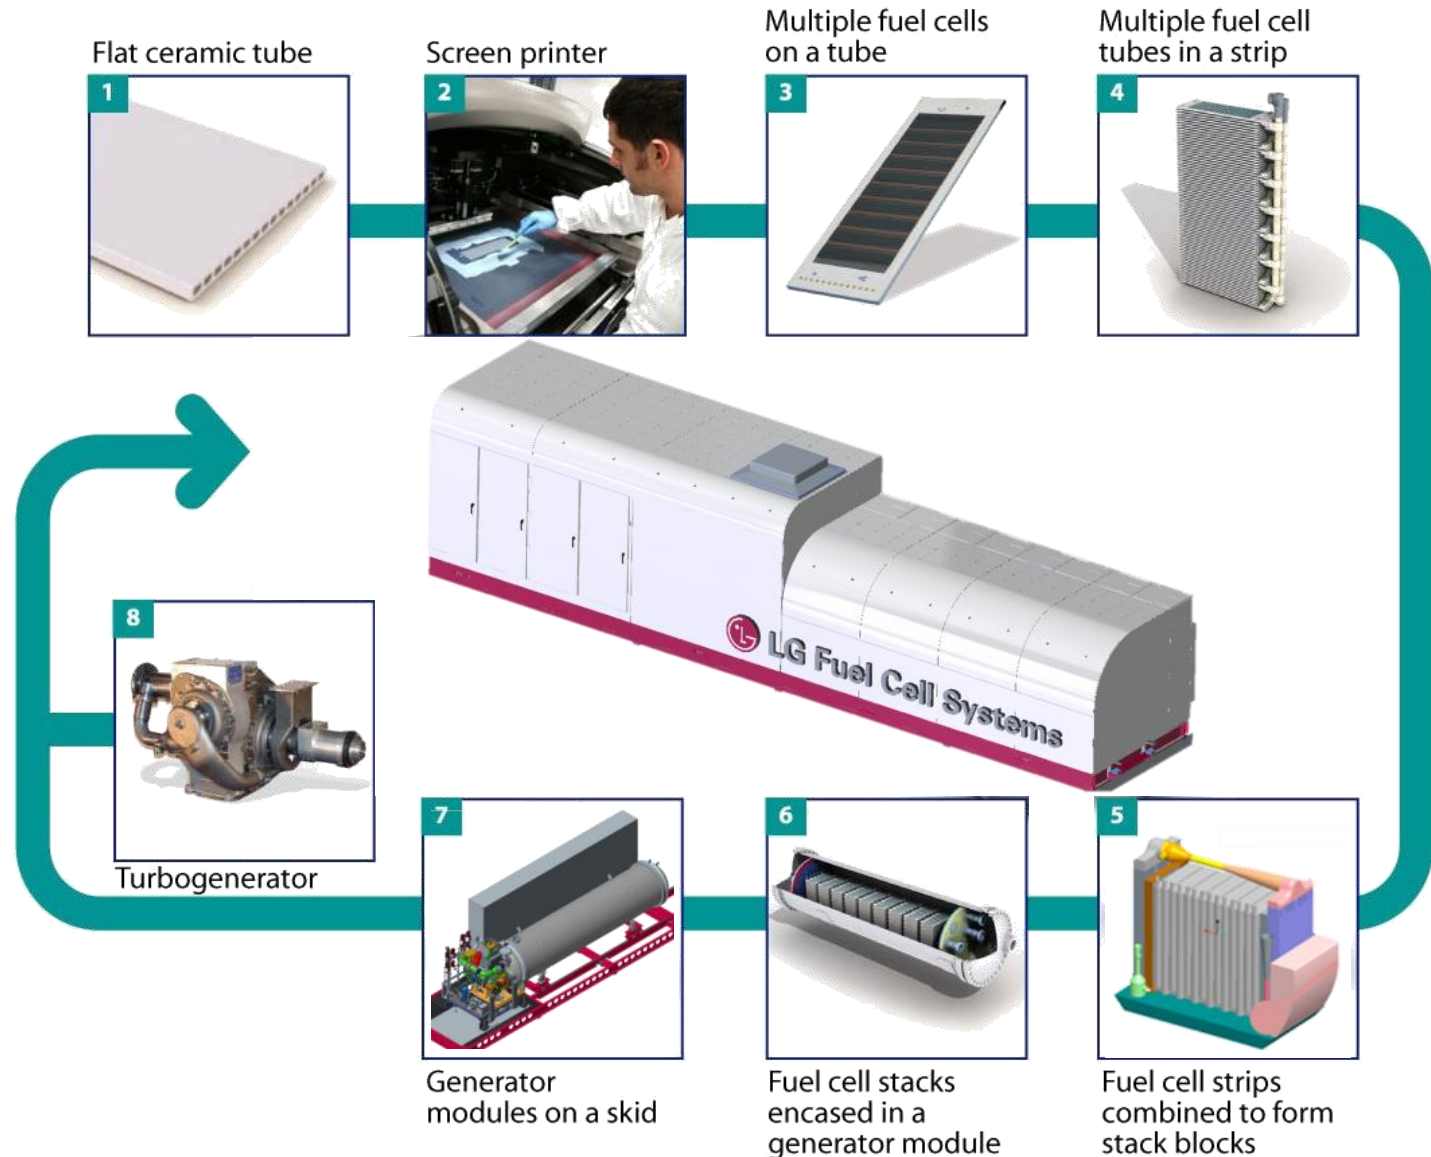 Flat ceramic tube
1
Screen printer
2
Multiple fuel cells
on a tube
3
Multiple fuel cell
tubes in a strip
4
LG Fuel Cell Systems
8
Turbogenerator
7
Generator
modules on a skid
6
Fuel cell stacks
encased in a
generator module
5
Fuel cell strips
combined to form
stack blocks